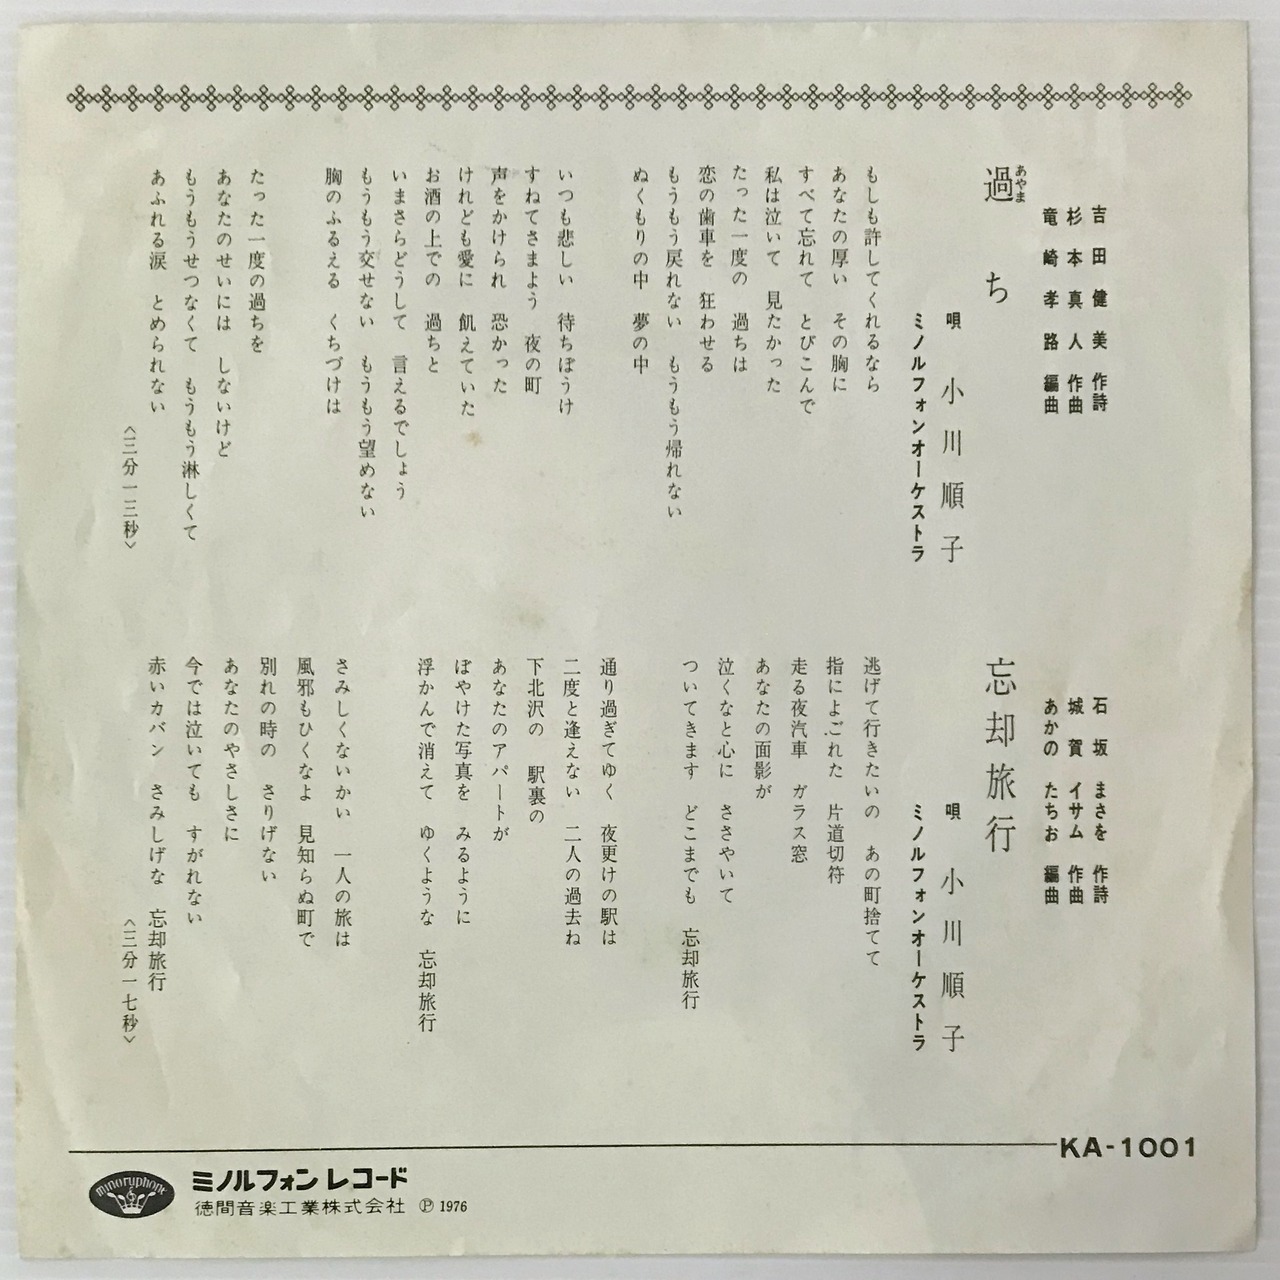 吉田健美 作詩
杉本真人 作曲
竜崎孝路 編曲
過ち
あやま
唄 小川順子
ミノルフォンオーケストラ
もしも許してくれるなら
あなたの厚い その胸に
すべて忘れて とびこんで
私は泣いて 見たかった
たった一度の 過ちは
恋の歯車を 狂わせる
もうもう戻れない もうもう帰れない
ぬくもりの中 夢の中
いつも悲しい 待ちぼうけ
すねてさまよう 夜の町
声をかけられ 恐かった
けれども愛に 飢えていた
お酒の上での 過ちと
いまさらどうして 言えるでしょう
もうもう交せない もうもう望めない
胸のふるえる くちづけは
たった一度の過ちを
あなたのせいには しないけど
もうもうせつなくて もうもう淋しくて
あふれる涙 とめられない
〈三分一三秒〉
石坂まさを 作詩
城賀イサム 作曲
あかのたちお 編曲
忘却旅行
唄 小川順子
ミノルフォンオーケストラ
逃げて行きたいの あの町捨てて
指によごれた 片道切符
走る夜汽車 ガラス窓
あなたの面影が
泣くなと心に ささやいて
ついてきます どこまでも 忘却旅行
通り過ぎてゆく 夜更けの駅は
二度と逢えない 二人の過去ね
下北沢の 駅裏の
あなたのアパートが
ぼやけた写真を みるように
浮かんで消えて ゆくような 忘却旅行
さみしくないかい 一人の旅は
風邪もひくなよ 見知らぬ町で
別れの時の さりげない
あなたのやさしさに
今では泣いても すがれない
赤いカバン さみしげな 忘却旅行
〈三分一七秒〉
KA-1001
minoryphone
ミノルフォンレコード
徳間音楽工業株式会社 Ⓟ 1976